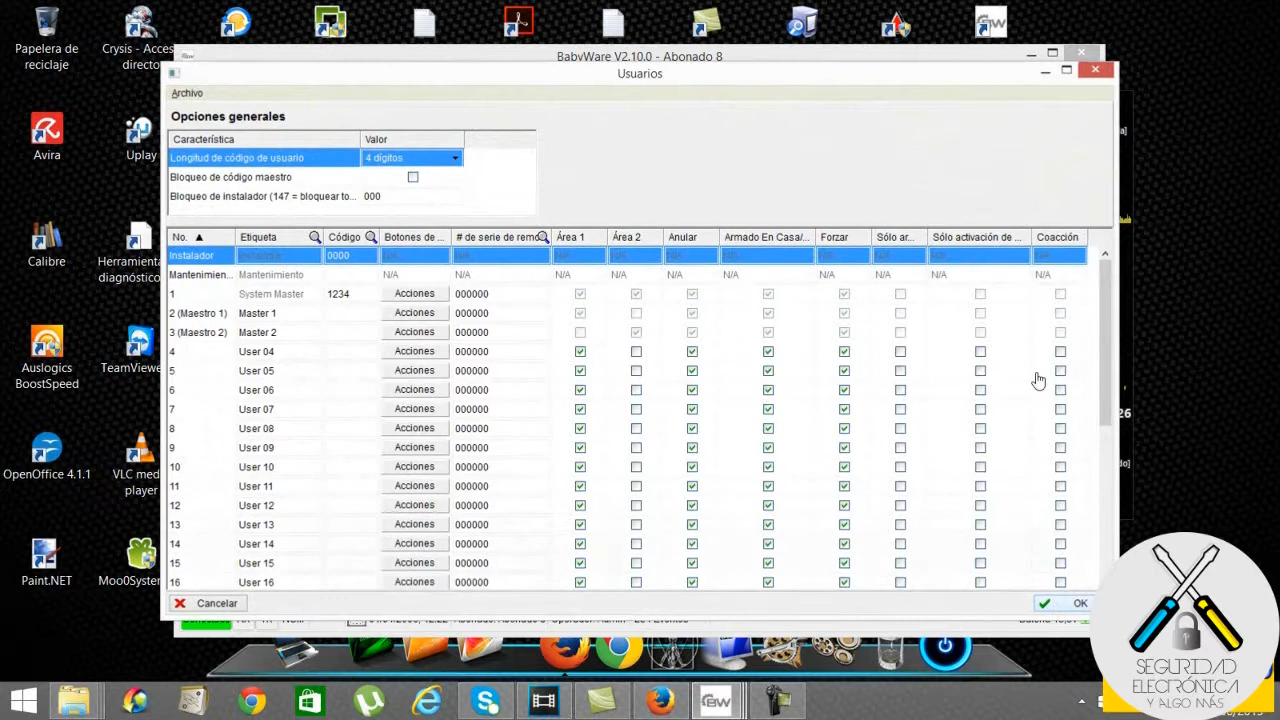 Papelera de
reciclaje
Crysis - Acces
directo
BabyWare V2.10.0 - Abonado 8
Usuarios
Archivo
Opciones generales
Característica Valor
Longitud de código de usuario 4 dígitos
Bloqueo de código maestro
Bloqueo de instalador (147 = bloquear to... 000
No. Etiqueta Código Botones de ... # de serie de remo Área 1 Área 2 Anular Armado En Casa/... Forzar Sólo ar... Sólo activación de ... Coacción
Instalador 0000
Mantenimien... Mantenimiento N/A N/A N/A N/A N/A N/A N/A N/A N/A N/A
1 System Master 1234 Acciones 000000
2 (Maestro 1) Master 1 Acciones 000000
3 (Maestro 2) Master 2 Acciones 000000
4 User 04 Acciones 000000
5 User 05 Acciones 000000
6 User 06 Acciones 000000
7 User 07 Acciones 000000
8 User 08 Acciones 000000
9 User 09 Acciones 000000
10 User 10 Acciones 000000
11 User 11 Acciones 000000
12 User 12 Acciones 000000
13 User 13 Acciones 000000
14 User 14 Acciones 000000
15 User 15 Acciones 000000
16 User 16 Acciones 000000
Cancelar OK
Avira
Uplay
Calibre
Herramienta
diagnóstico
Auslogics
BoostSpeed
TeamViewe
OpenOffice 4.1.1
VLC med
player
Paint.NET
Moo0System
26
SEGURIDAD
ELECTRÓNICA
Y ALGO MÁS